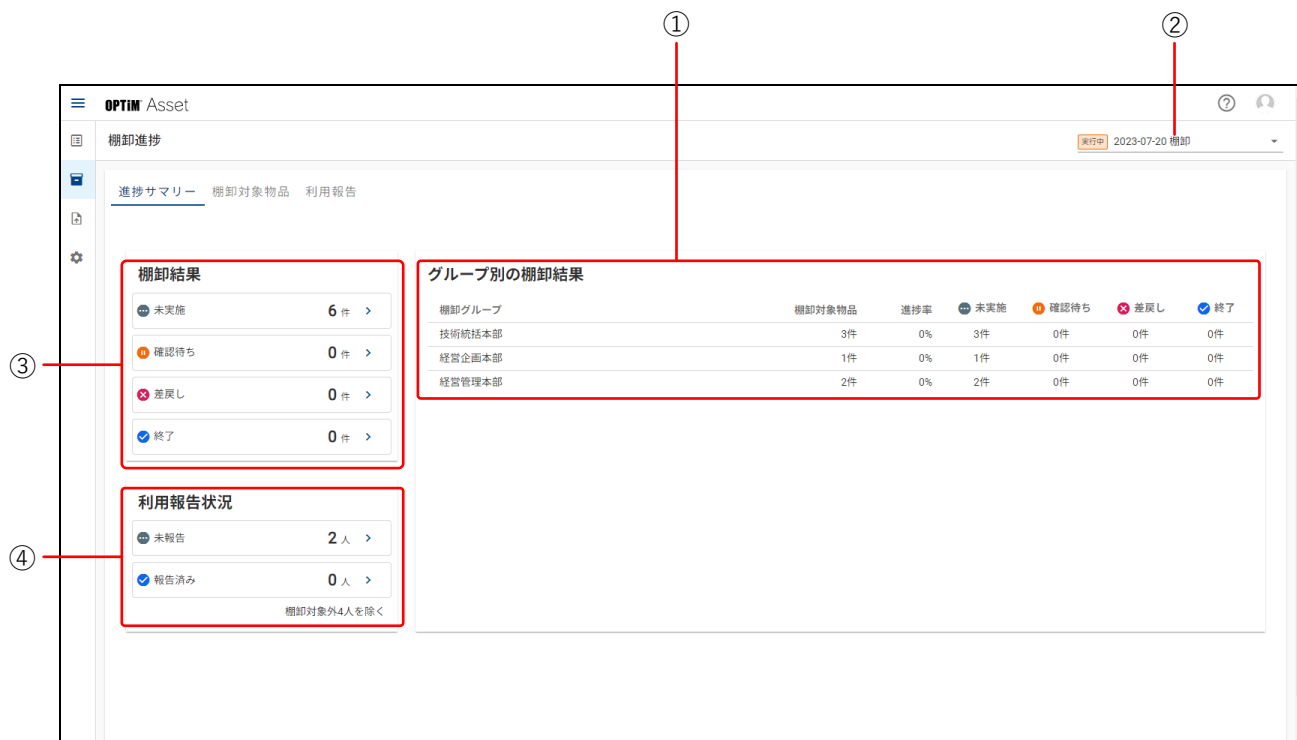 ① ②
OPTiM Asset
棚卸進捗 実行中 2023-07-20 棚卸
進捗サマリー 棚卸対象物品 利用報告
③
棚卸結果
未実施 6 件
確認待ち 0 件
差戻し 0 件
終了 0 件
グループ別の棚卸結果
棚卸グループ 棚卸対象物品 進捗率 未実施 確認待ち 差戻し 終了
技術統括本部 3件 0% 3件 0件 0件 0件
経営企画本部 1件 0% 1件 0件 0件 0件
経営管理本部 2件 0% 2件 0件 0件 0件
④
利用報告状況
未報告 2 人
報告済み 0 人
棚卸対象外4人を除く